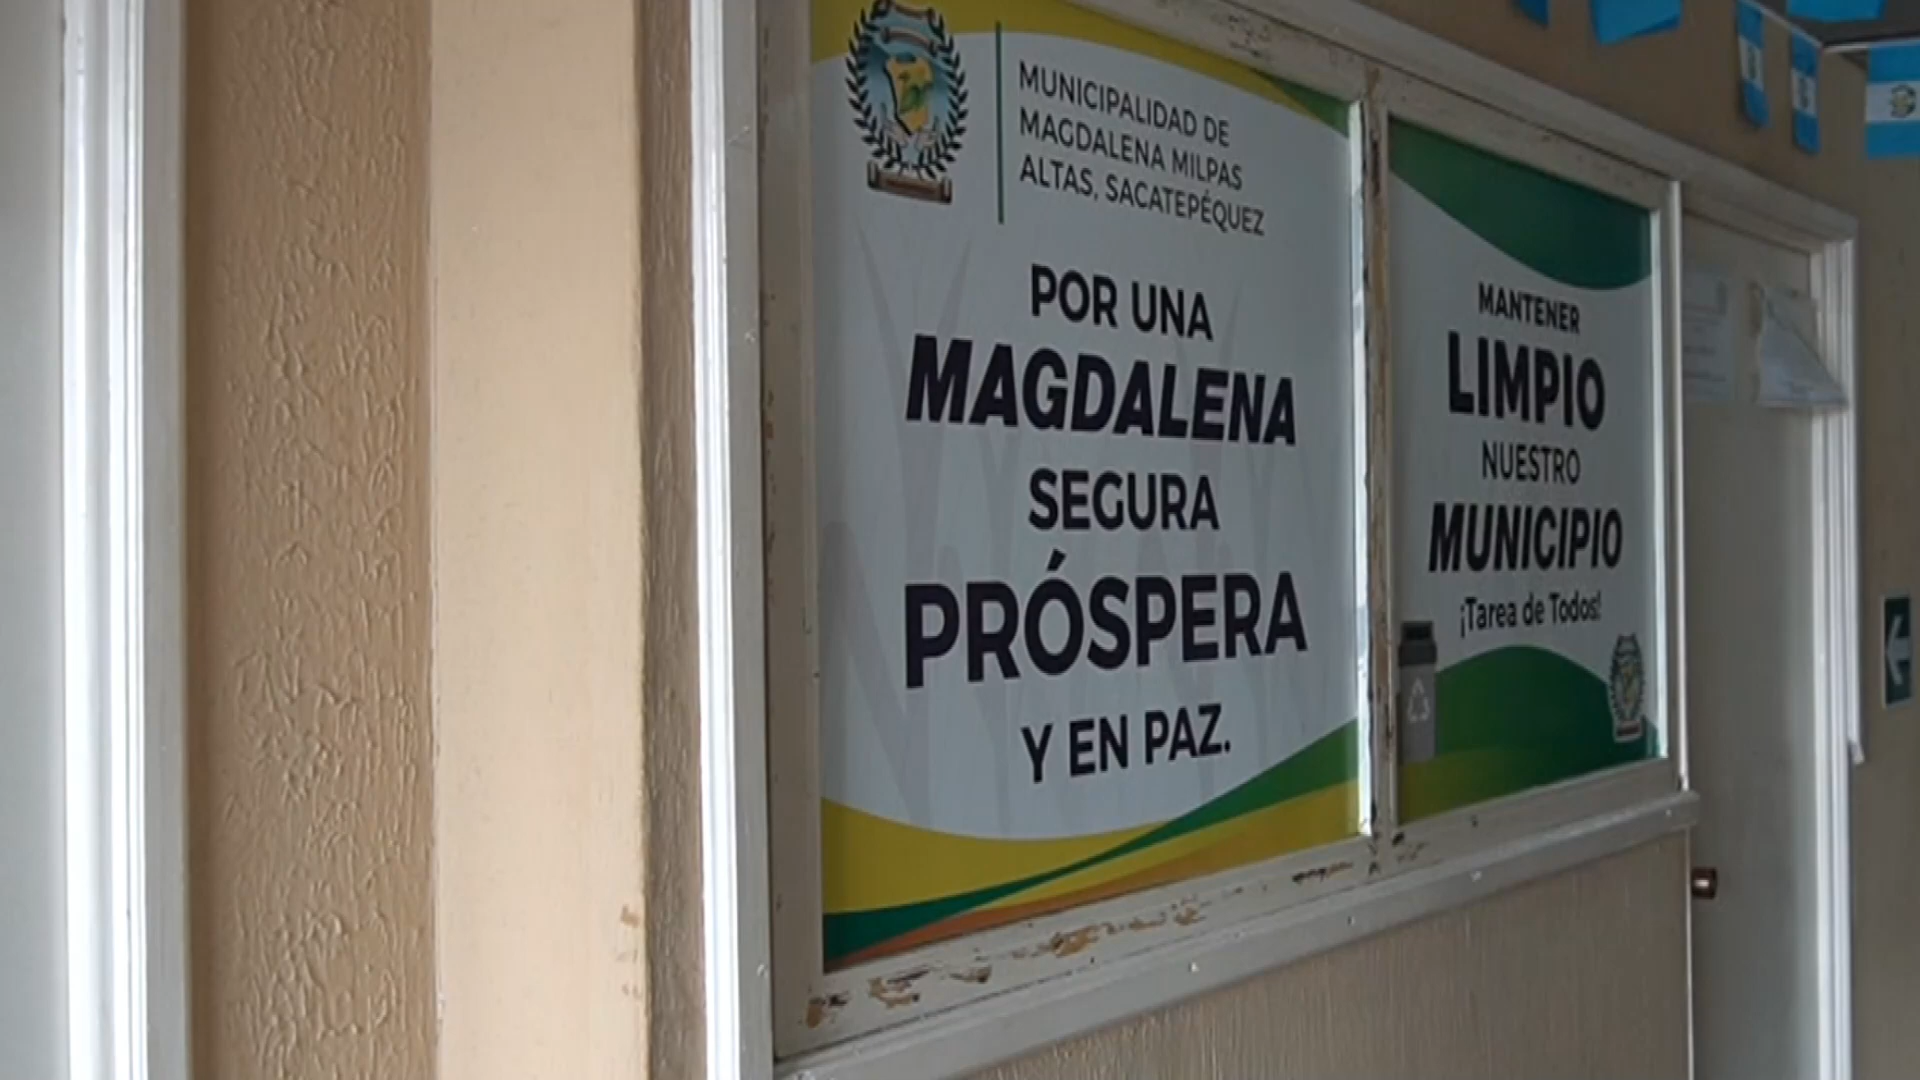 MUNICIPALIDAD DE
MAGDALENA MILPAS
ALTAS, SACATEPÉQUEZ
POR UNA
MAGDALENA
SEGURA
PRÓSPERA
Y EN PAZ.
MANTENER
LIMPIO
NUESTRO
MUNICIPIO
¡Tarea de Todos!